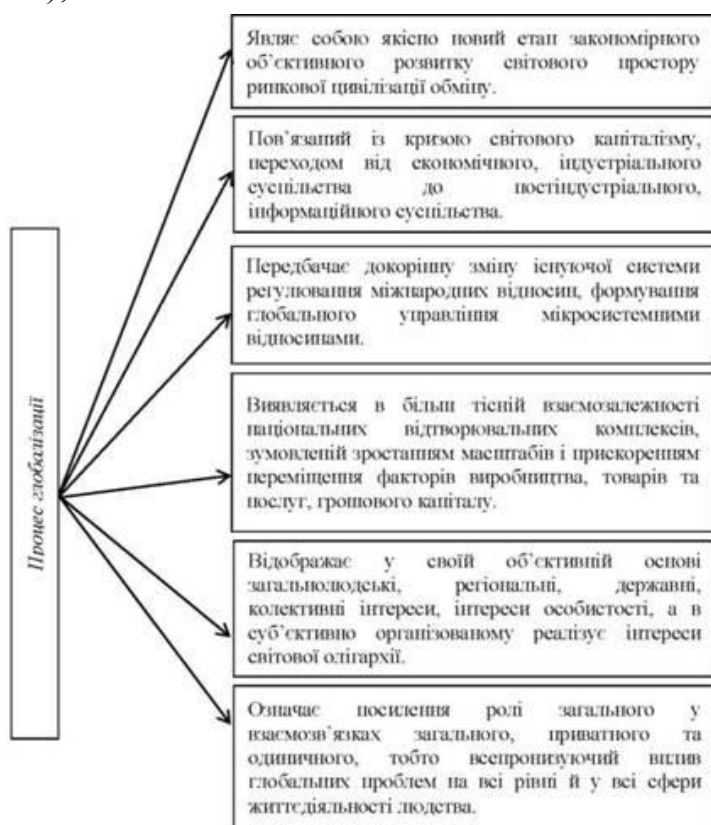 Являє собою якісно новий етап закономірного
об’єктивного розвитку світового простору
ринкової цивілізації обміну.
Пов’язаний із кризою світового капіталізму,
переходом від економічного, індустріального
суспільства до постіндустріального,
інформаційного суспільства.
Передбачає докорінну зміну існуючої системи
регулювання міжнародних відносин, формування
глобального управління мікросистемними
відносинами.
Процес глобалізації
Виявляється в більш тісній взаємозалежності
національних відтворювальних комплексів,
зумовленій зростанням масштабів і прискоренням
переміщення факторів виробництва, товарів та
послуг, грошового капіталу.
Відображає у своїй об’єктивній основі
загальнолюдські, регіональні, державні,
колективні інтереси, інтереси особистості, а в
суб’єктивно організованому реалізує інтереси
світової олігархії.
Означає посилення ролі загального у
взаємозв’язках загального, приватного та
одиничного, тобто всепронизуючий вплив
глобальних проблем на всі рівні й у всі сфери
життєдіяльності людства.